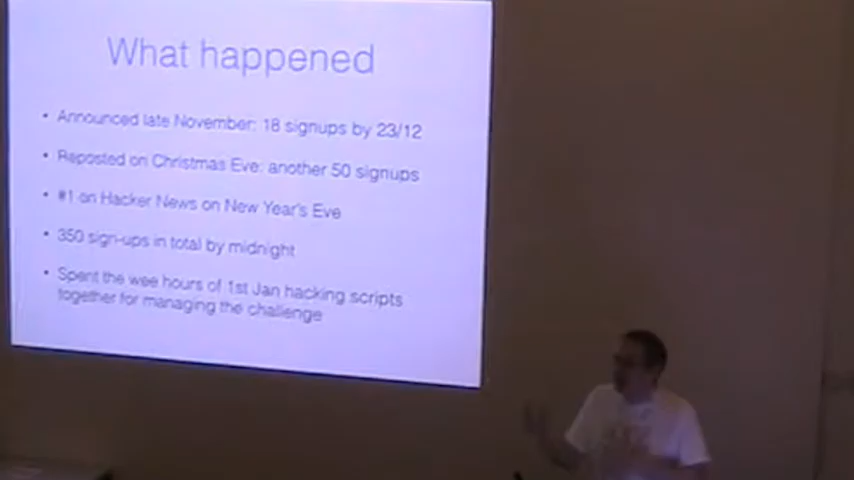 What happened
• Announced late November: 18 signups by 23/12
• Reposted on Christmas Eve: another 50 signups
• #1 on Hacker News on New Year's Eve
• 350 sign-ups in total by midnight
• Spent the wee hours of 1st Jan hacking scripts
together for managing the challenge